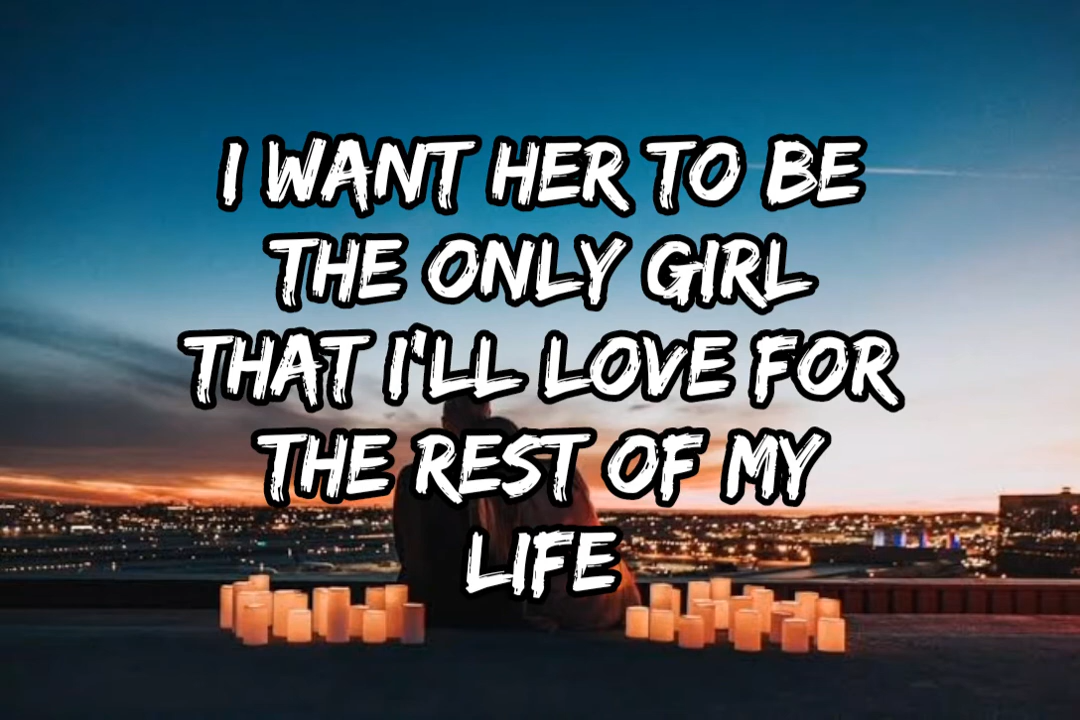 I WANT HER TO BE
THE ONLY GIRL
THAT I'LL LOVE FOR
THE REST OF MY
LIFE